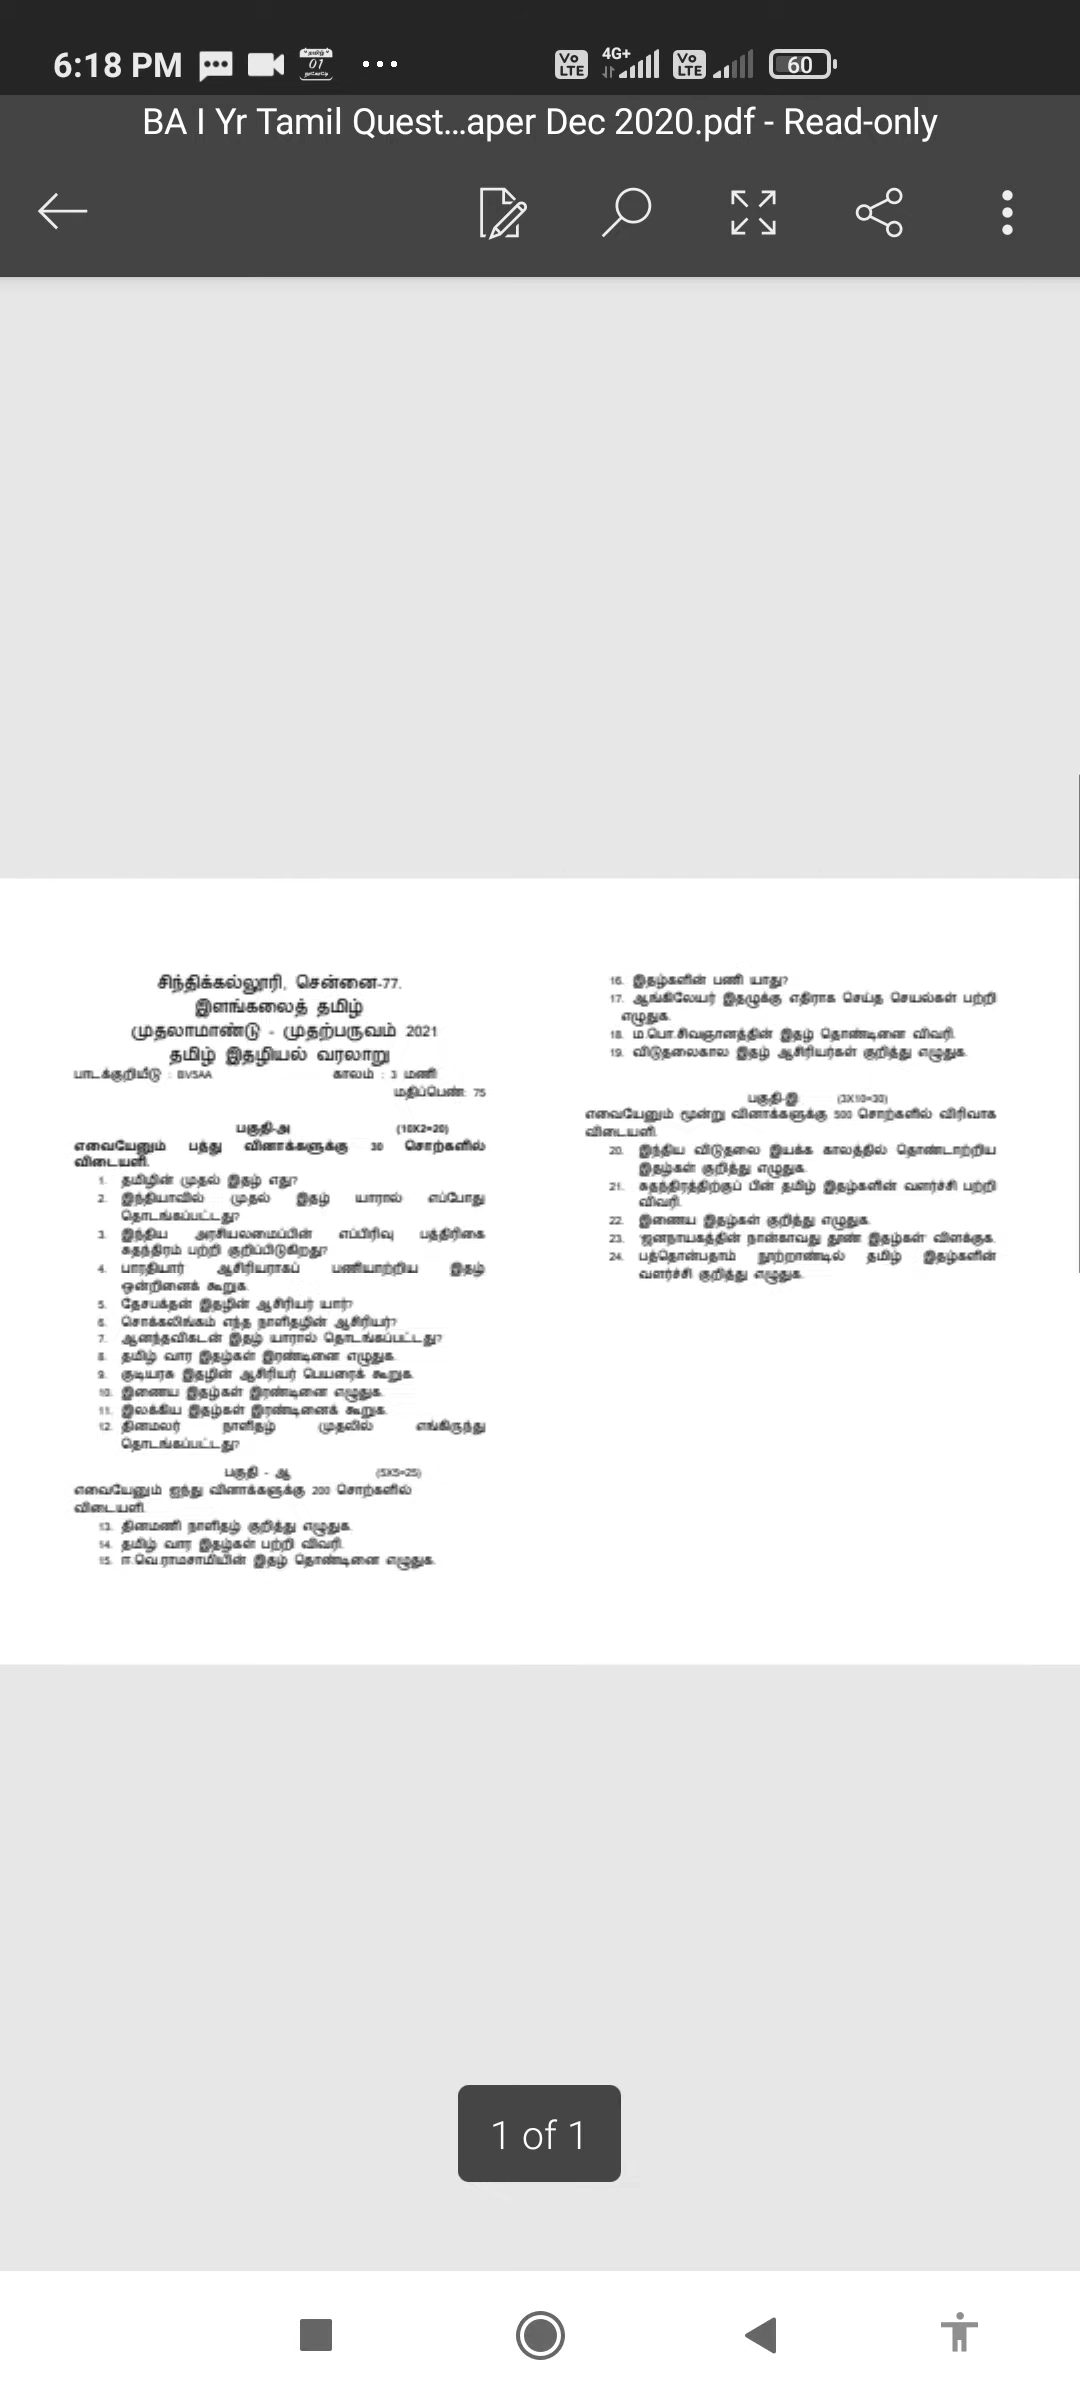 6:18 PM
01
Vo LTE 4G+ Vo LTE 60
BA I Yr Tamil Quest...aper Dec 2020.pdf - Read-only
சிந்திக்கல்லூரி, சென்னை-77.
இளங்கலைத் தமிழ்
முதலாமாண்டு - முதற்பருவம் 2021
தமிழ் இதழியல் வரலாறு
பாடக்குறியீடு : BVSAA காலம் : 3 மணி
மதிப்பெண்: 75
பகுதி-அ (10X2=20)
எவையேனும் பத்து வினாக்களுக்கு 30 சொற்களில்
விடையளி.
1. தமிழின் முதல் இதழ் எது?
2. இந்தியாவில் முதல் இதழ் யாரால் எப்போது
தொடங்கப்பட்டது?
3. இந்திய அரசியலமைப்பின் எப்பிரிவு பத்திரிகை
சுதந்திரம் பற்றி குறிப்பிடுகிறது?
4. பாரதியார் ஆசிரியராகப் பணியாற்றிய இதழ்
ஒன்றினைக் கூறுக.
5. தேசபக்தன் இதழின் ஆசிரியர் யார்?
6. சொக்கலிங்கம் எந்த நாளிதழின் ஆசிரியர்?
7. ஆனந்தவிகடன் இதழ் யாரால் தொடங்கப்பட்டது?
8. தமிழ் வார இதழ்கள் இரண்டினை எழுதுக.
9. குடியரசு இதழின் ஆசிரியர் பெயரைக் கூறுக.
10. இணைய இதழ்கள் இரண்டினை எழுதுக.
11. இலக்கிய இதழ்கள் இரண்டினைக் கூறுக.
12. தினமலர் நாளிதழ் முதலில் எங்கிருந்து
தொடங்கப்பட்டது?
பகுதி - ஆ (5X5=25)
எவையேனும் ஐந்து வினாக்களுக்கு 200 சொற்களில்
விடையளி.
13. தினமணி நாளிதழ் குறித்து எழுதுக.
14. தமிழ் வார இதழ்கள் பற்றி விவரி.
15. ஈ.வெ.ராமசாமியின் இதழ் தொண்டினை எழுதுக.
16. இதழ்களின் பணி யாது?
17. ஆங்கிலேயர் இதழுக்கு எதிராக செய்த செயல்கள் பற்றி
எழுதுக.
18. ம.பொ.சிவஞானத்தின் இதழ் தொண்டினை விவரி.
19. விடுதலைகால இதழ் ஆசிரியர்கள் குறித்து எழுதுக.
பகுதி-இ (3X10=30)
எவையேனும் மூன்று வினாக்களுக்கு 500 சொற்களில் விரிவாக
விடையளி.
20. இந்திய விடுதலை இயக்க காலத்தில் தொண்டாற்றிய
இதழ்கள் குறித்து எழுதுக.
21. சுதந்திரத்திற்குப் பின் தமிழ் இதழ்களின் வளர்ச்சி பற்றி
விவரி.
22. இணைய இதழ்கள் குறித்து எழுதுக.
23. 'ஜனநாயகத்தின் நான்காவது தூண் இதழ்கள்' விளக்குக.
24. பத்தொன்பதாம் நூற்றாண்டில் தமிழ் இதழ்களின்
வளர்ச்சி குறித்து எழுதுக.
1 of 1